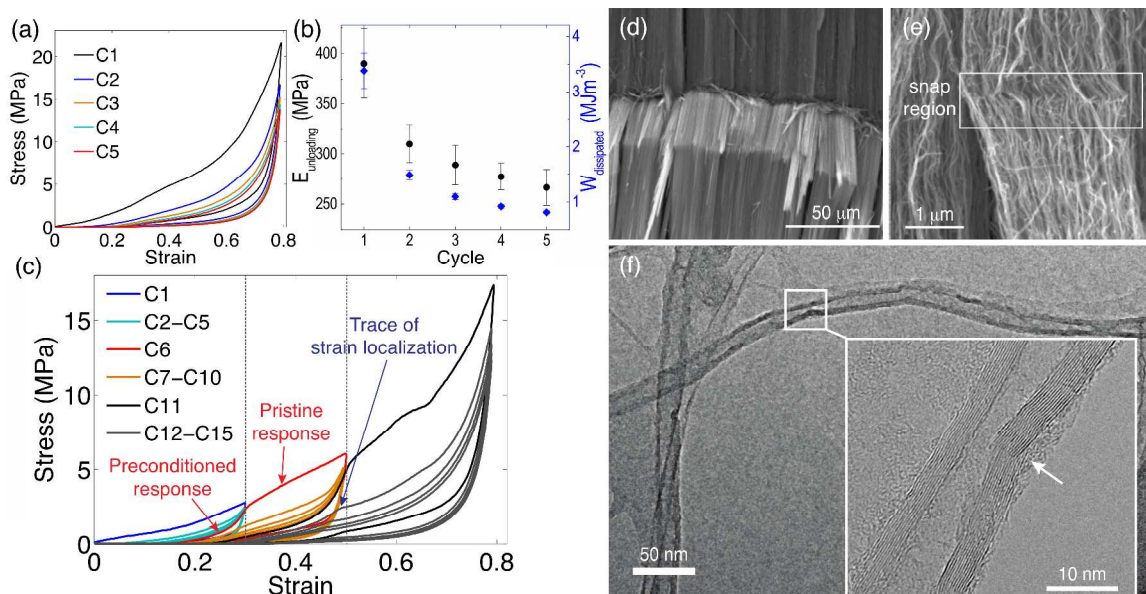 (a)
C1
C2
C3
C4
C5
Stress (MPa)
20
15
10
5
0
0
0.2
0.4
0.6
0.8
Strain
(b)
E unloading (MPa)
400
350
300
250
W dissipated (MJm⁻³)
4
3
2
1
1
2
3
4
5
Cycle
(c)
C1
C2–C5
C6
C7–C10
C11
C12–C15
Trace of
strain localization
Pristine
response
Preconditioned
response
Stress (MPa)
15
10
5
0
0
0.2
0.4
0.6
0.8
Strain
(d)
50 μm
(e)
snap
region
1 μm
(f)
50 nm
10 nm